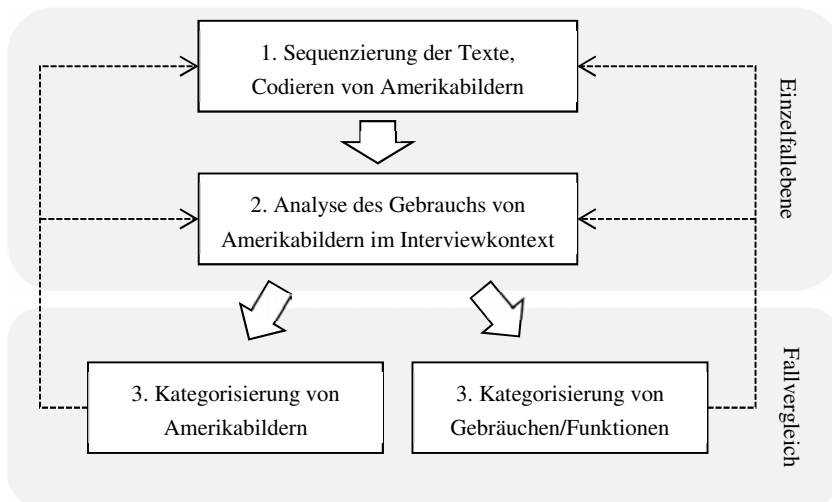 1. Sequenzierung der Texte,
Codieren von Amerikabildern
Einzelfallebene
2. Analyse des Gebrauchs von
Amerikabildern im Interviewkontext
3. Kategorisierung von
Amerikabildern
3. Kategorisierung von
Gebräuchen/Funktionen
Fallvergleich